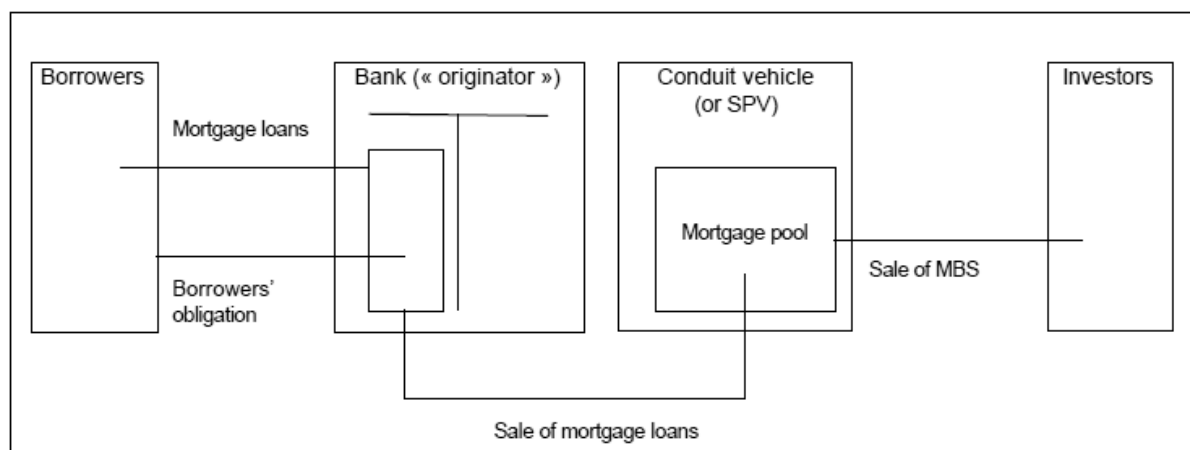 Borrowers
Bank (« originator »)
Conduit vehicle
(or SPV)
Investors
Mortgage loans
Mortgage pool
Sale of MBS
Borrowers’
obligation
Sale of mortgage loans